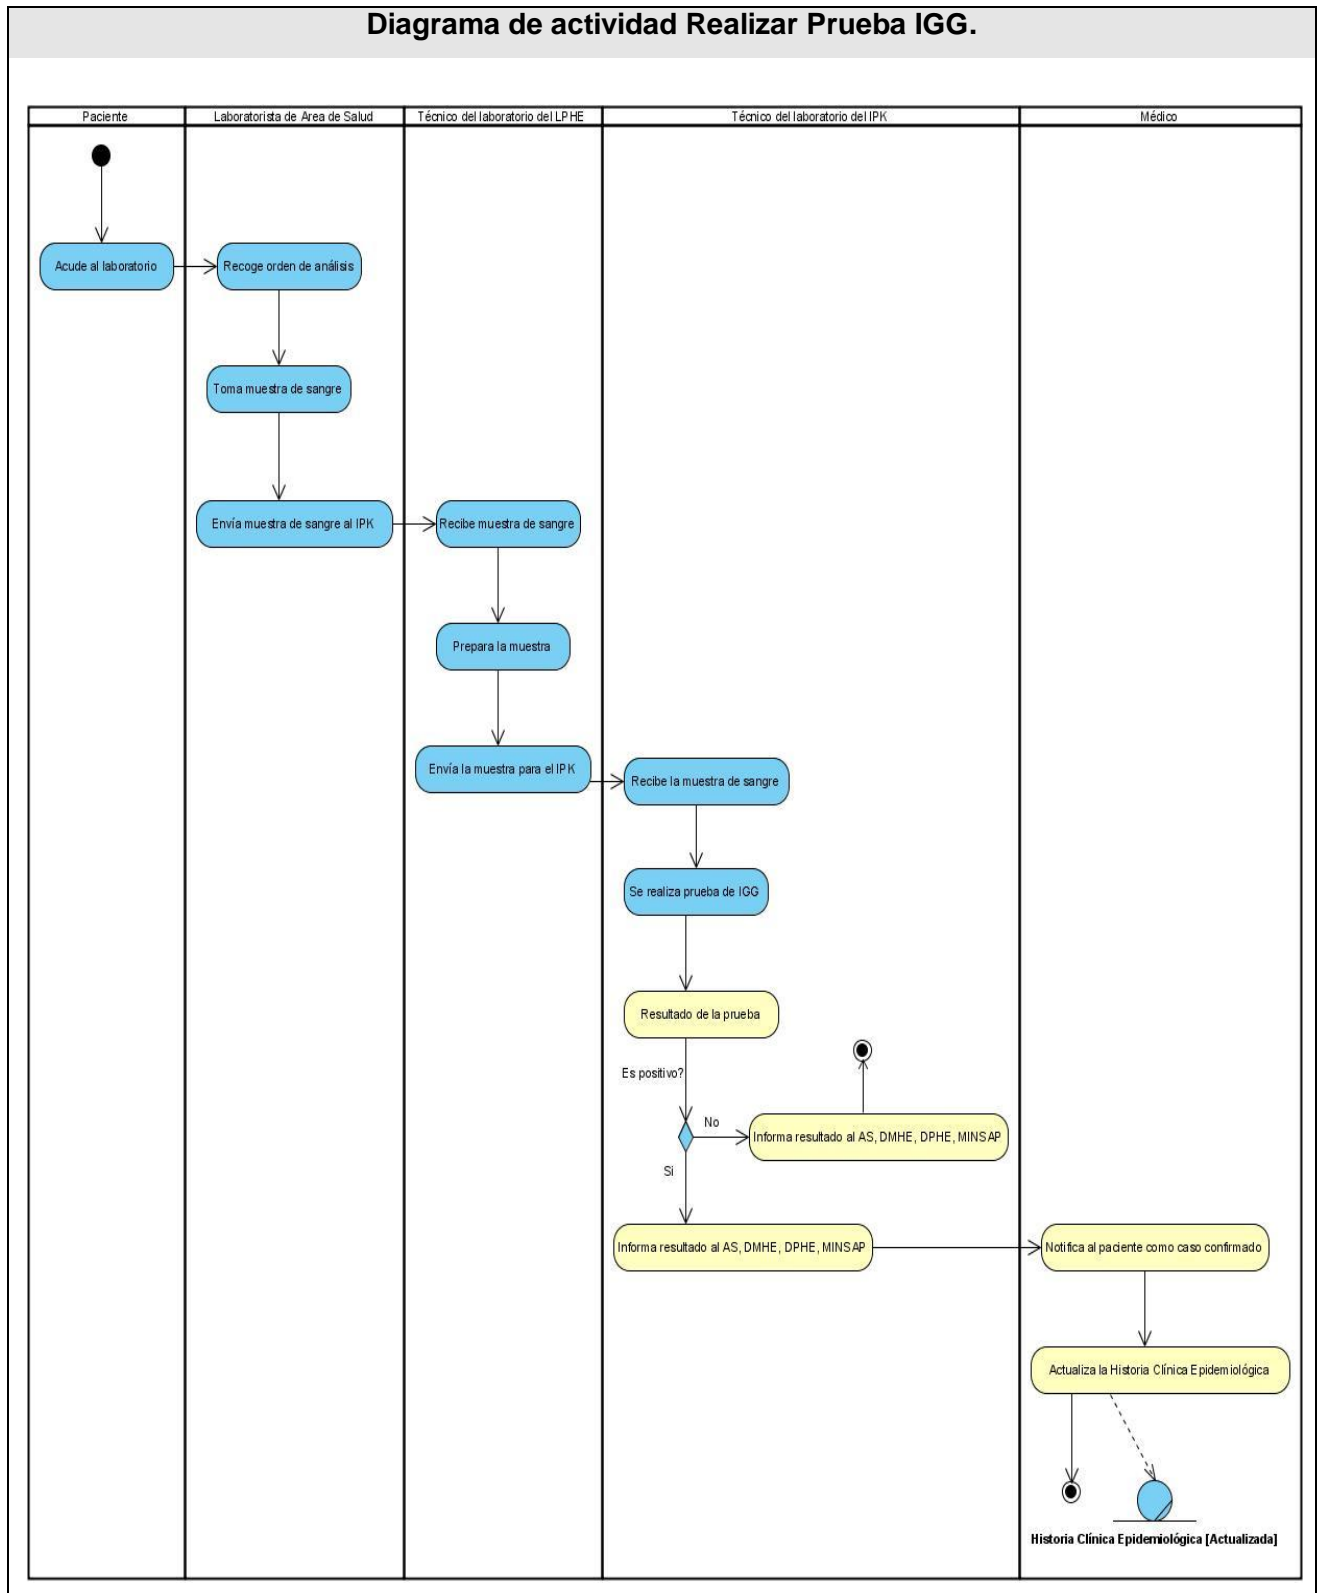 Diagrama de actividad Realizar Prueba IGG.
Paciente
Laboratorista de Area de Salud
Técnico del laboratorio del LPHE
Técnico del laboratorio del IPK
Médico
Acude al laboratorio
Recoge orden de análisis
Toma muestra de sangre
Envía muestra de sangre al IPK
Recibe muestra de sangre
Prepara la muestra
Envía la muestra para el IPK
Recibe la muestra de sangre
Se realiza prueba de IGG
Resultado de la prueba
Es positivo?
No
Informa resultado al AS, DMHE, DPHE, MINSAP
Si
Informa resultado al AS, DMHE, DPHE, MINSAP
Notifica al paciente como caso confirmado
Actualiza la Historia Clínica Epidemiológica
Historia Clínica Epidemiológica [Actualizada]